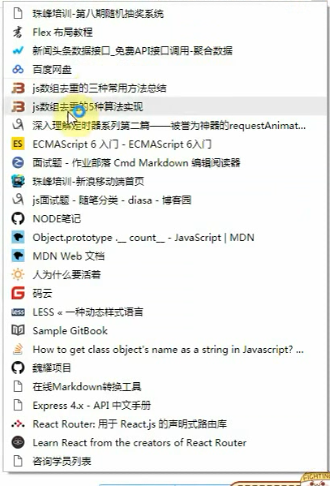 珠峰培训-第八期随机抽奖系统
Flex 布局教程
新闻头条数据接口_免费API接口调用-聚合数据
百度网盘
js数组去重的三种常用方法总结
js数组去重的5种算法实现
深入理解定时器系列第二篇——被誉为神器的requestAnimat...
ECMAScript 6 入门 - ECMAScript 6入门
面试题 - 作业部落 Cmd Markdown 编辑阅读器
珠峰培训-新浪移动端首页
js面试题 - 随笔分类 - diasa - 博客园
NODE笔记
Object.prototype.__ count__ - JavaScript | MDN
MDN Web 文档
人为什么要活着
码云
LESS « 一种动态样式语言
Sample GitBook
How to get class object's name as a string in Javascript? ...
魏耀项目
在线Markdown转换工具
Express 4.x - API 中文手册
React Router: 用于 React.js 的声明式路由库
Learn React from the creators of React Router
咨询学员列表